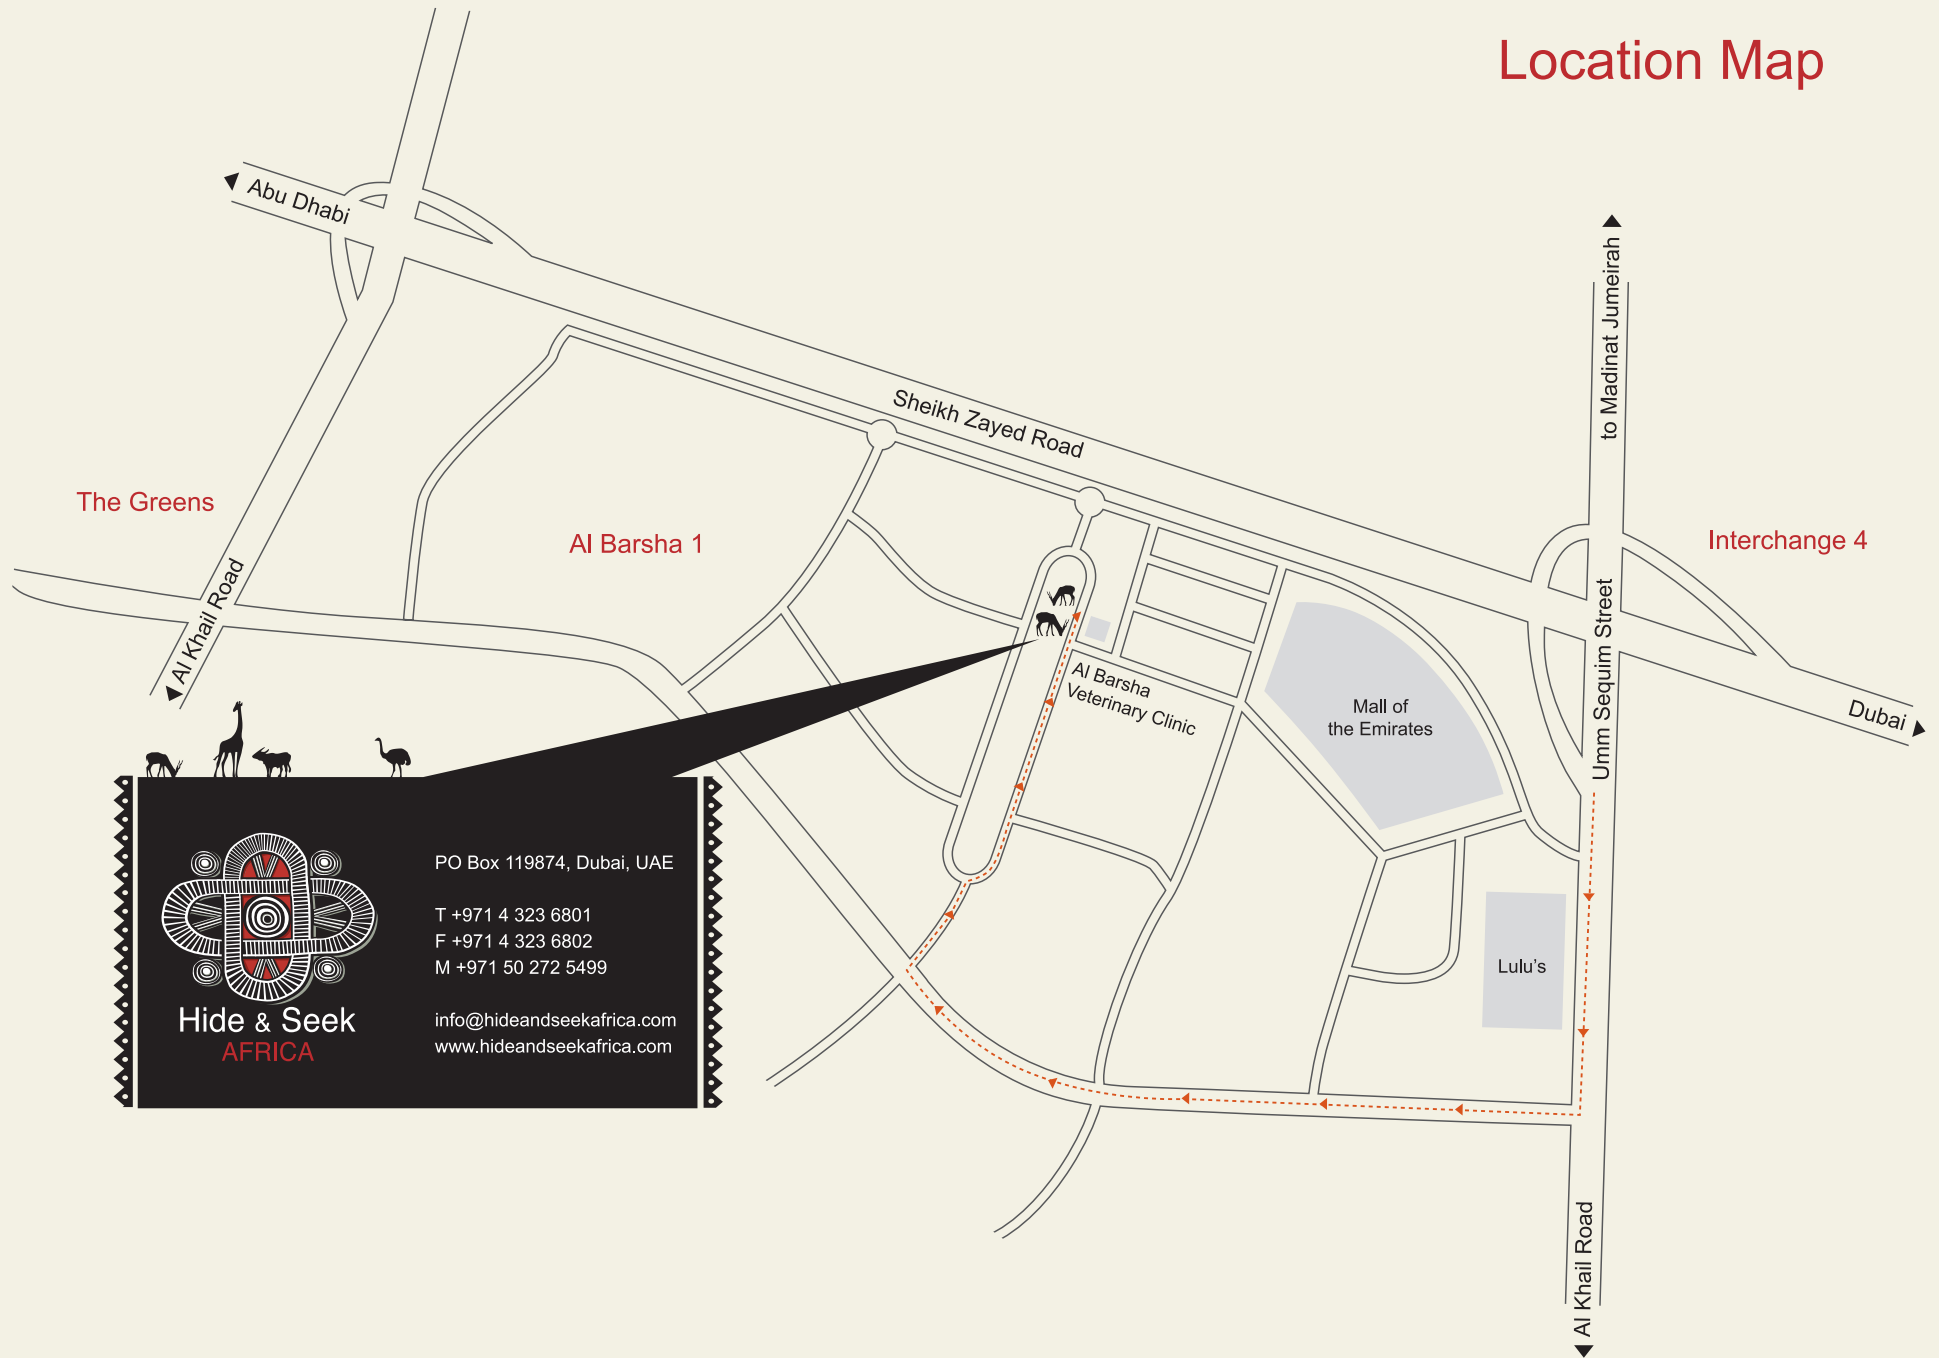 Location Map
Abu Dhabi
to Madinat Jumeirah
Sheikh Zayed Road
The Greens
Al Barsha 1
Interchange 4
Al Khail Road
Umm Sequim Street
Al Barsha
Veterinary Clinic
Mall of
the Emirates
Dubai
PO Box 119874, Dubai, UAE
T +971 4 323 6801
F +971 4 323 6802
M +971 50 272 5499
Lulu's
Hide & Seek
AFRICA
info@hideandseekafrica.com
www.hideandseekafrica.com
Al Khail Road